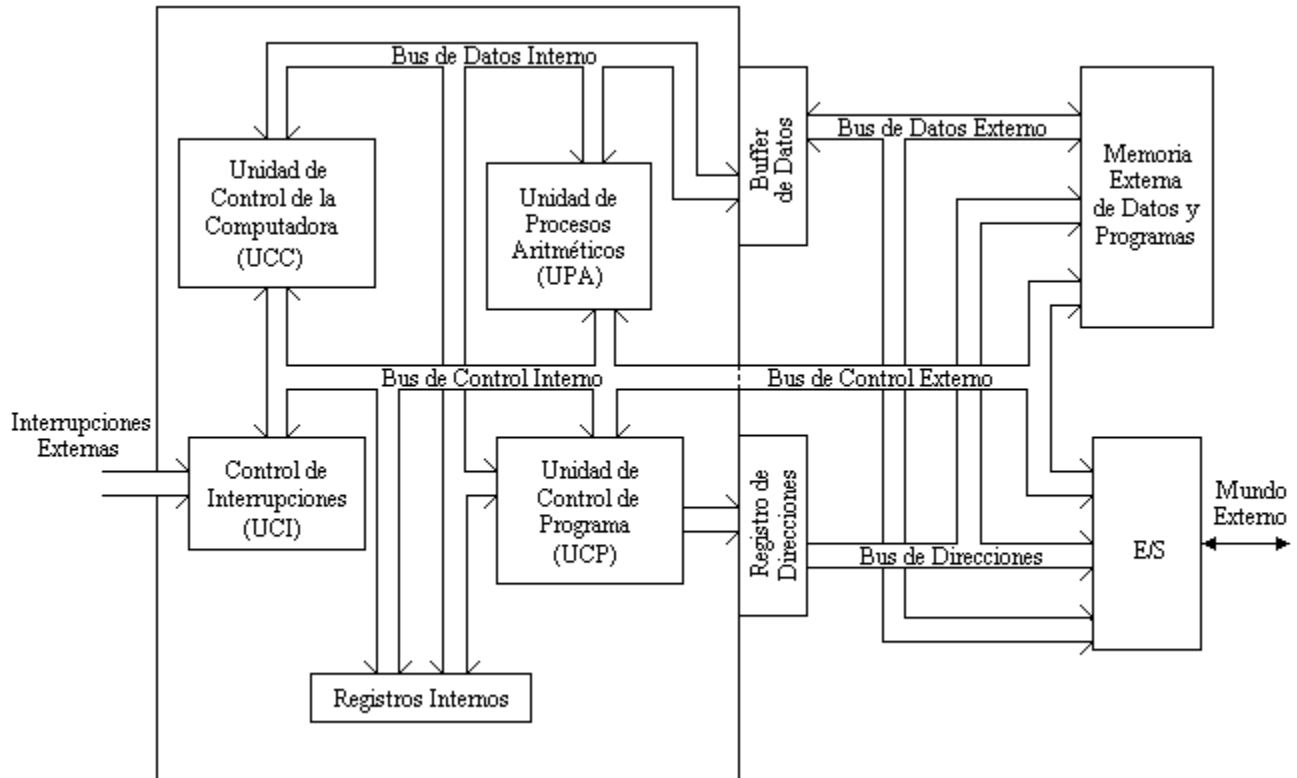 Bus de Datos Interno
Unidad de
Control de la
Computadora
(UCC)
Unidad de
Procesos
Aritméticos
(UPA)
Buffer
de Datos
Bus de Datos Externo
Memoria
Externa
de Datos y
Programas
Bus de Control Interno
Bus de Control Externo
Interrupciones
Externas
Control de
Interrupciones
(UCI)
Unidad de
Control de
Programa
(UCP)
Registro de
Direcciones
Bus de Direcciones
E/S
Mundo
Externo
Registros Internos